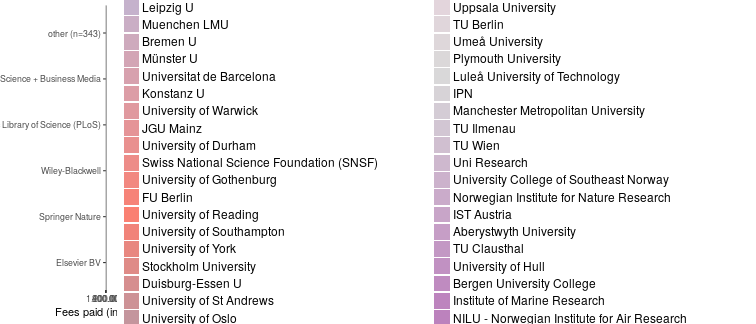 other (n=343)
Science + Business Media
Library of Science (PLoS)
Wiley-Blackwell
Springer Nature
Elsevier BV
Fees paid (in
Leipzig U
Muenchen LMU
Bremen U
Münster U
Universitat de Barcelona
Konstanz U
University of Warwick
JGU Mainz
University of Durham
Swiss National Science Foundation (SNSF)
University of Gothenburg
FU Berlin
University of Reading
University of Southampton
University of York
Stockholm University
Duisburg-Essen U
University of St Andrews
University of Oslo
Uppsala University
TU Berlin
Umeå University
Plymouth University
Luleå University of Technology
IPN
Manchester Metropolitan University
TU Ilmenau
TU Wien
Uni Research
University College of Southeast Norway
Norwegian Institute for Nature Research
IST Austria
Aberystwyth University
TU Clausthal
University of Hull
Bergen University College
Institute of Marine Research
NILU - Norwegian Institute for Air Research